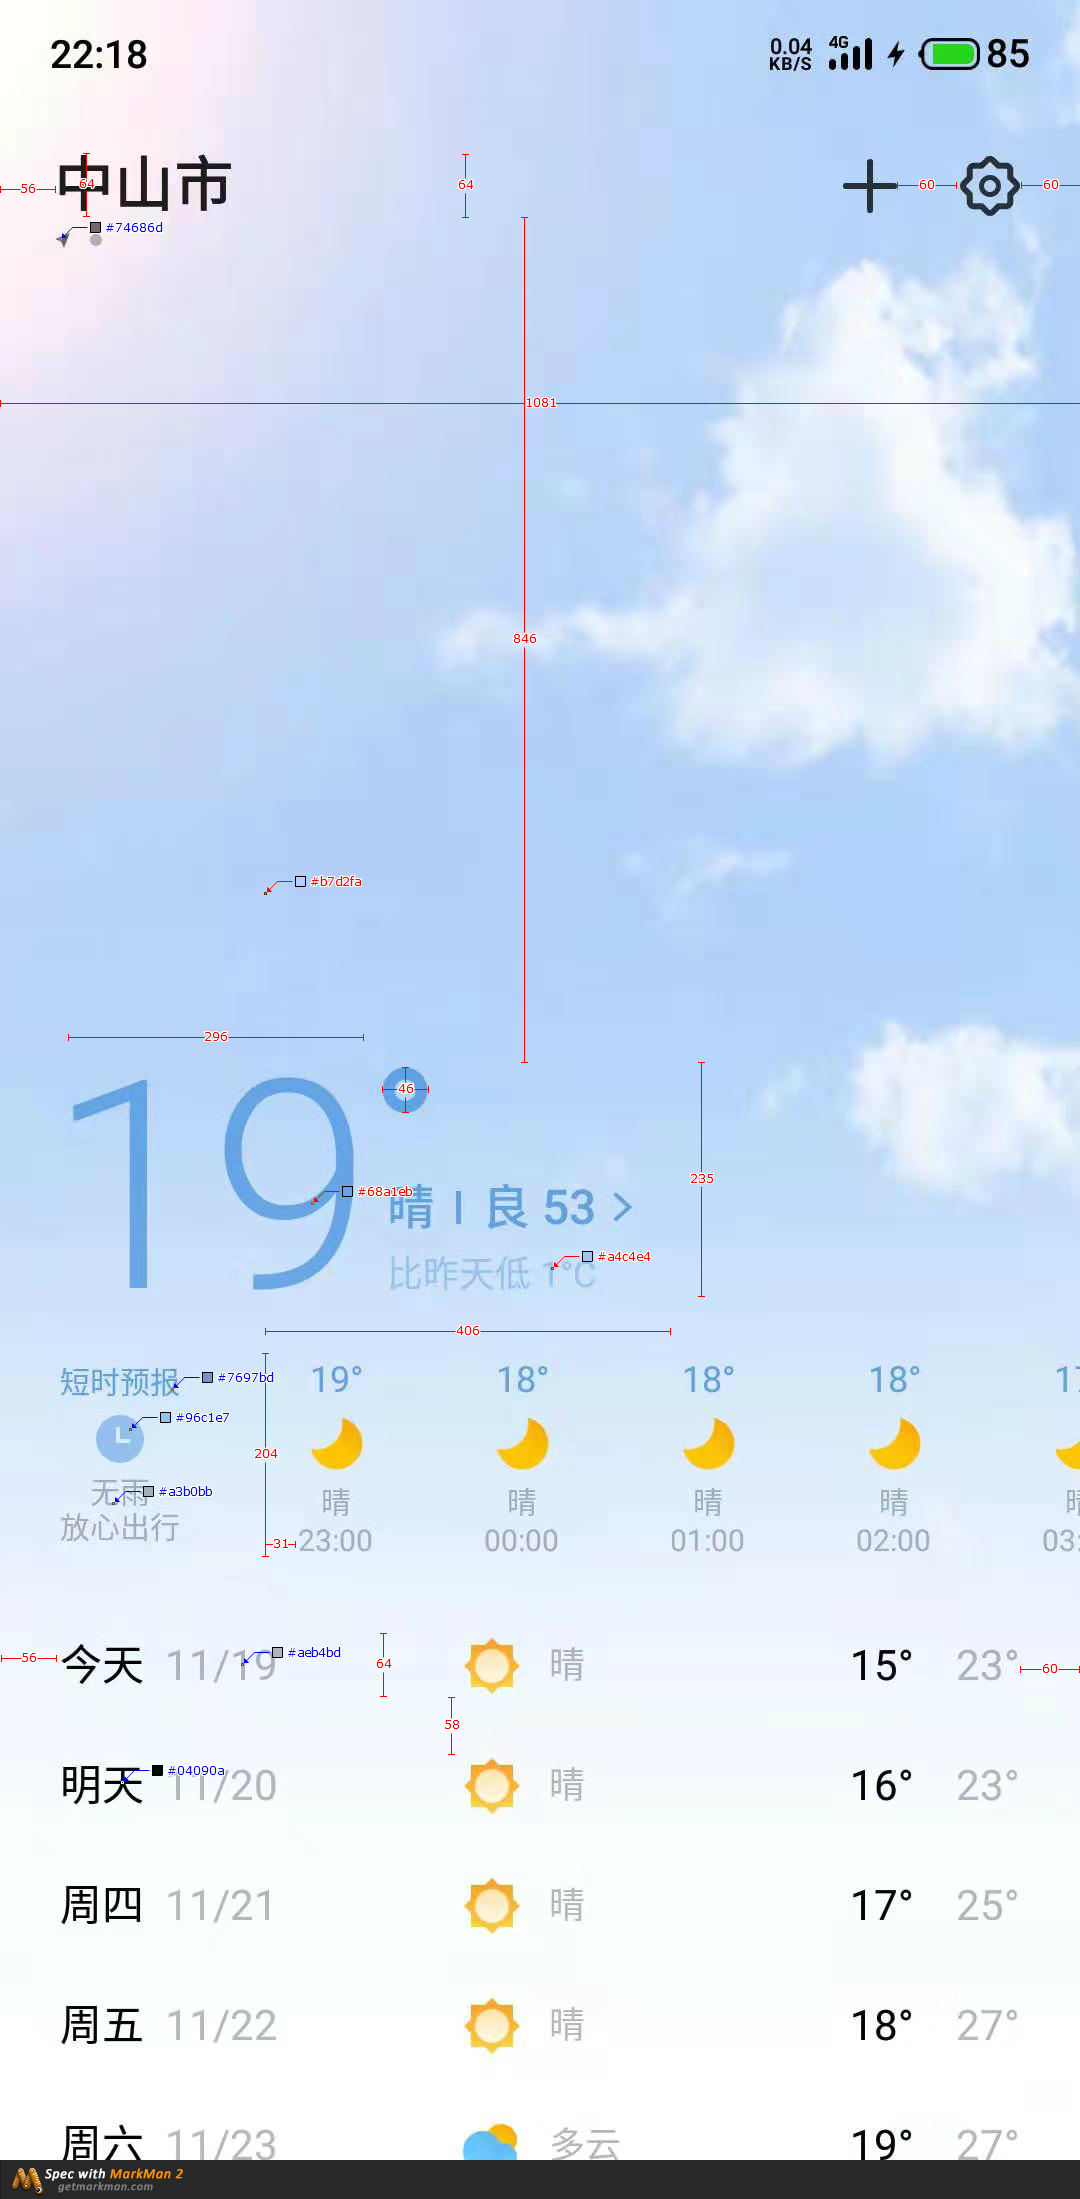 22:18 0.04 KB/S 4G 85
56 64 中山市 64 60 60
#74686d
1081
846
#b7d2fa
296
19 46
#68a1eb 235
晴 | 良 53 >
#a4c4e4
比昨天低 1°C
406
短时预报 #7697bd 19° 18° 18° 18° 17
#96c1e7
204
无雨 #a3b0bb 晴 晴 晴 晴 晴
放心出行 31 23:00 00:00 01:00 02:00 03:
#aeb4bd
56 今天 11/19 64 晴 15° 23° 60
58
#04090a
明天 11/20 晴 16° 23°
周四 11/21 晴 17° 25°
周五 11/22 晴 18° 27°
周六 11/23 多云 19° 27°
Spec with MarkMan 2
getmarkman.com